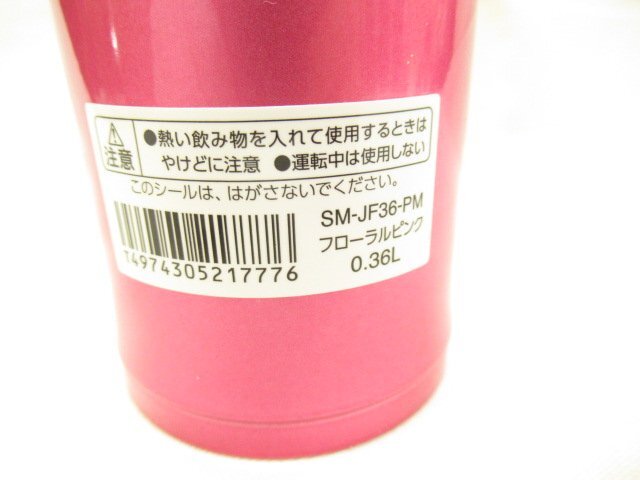 注意
●熱い飲み物を入れて使用するときは
やけどに注意 ●運転中は使用しない
このシールは、はがさないでください。
SM-JF36-PM
フローラルピンク
0.36L
T4974305217776